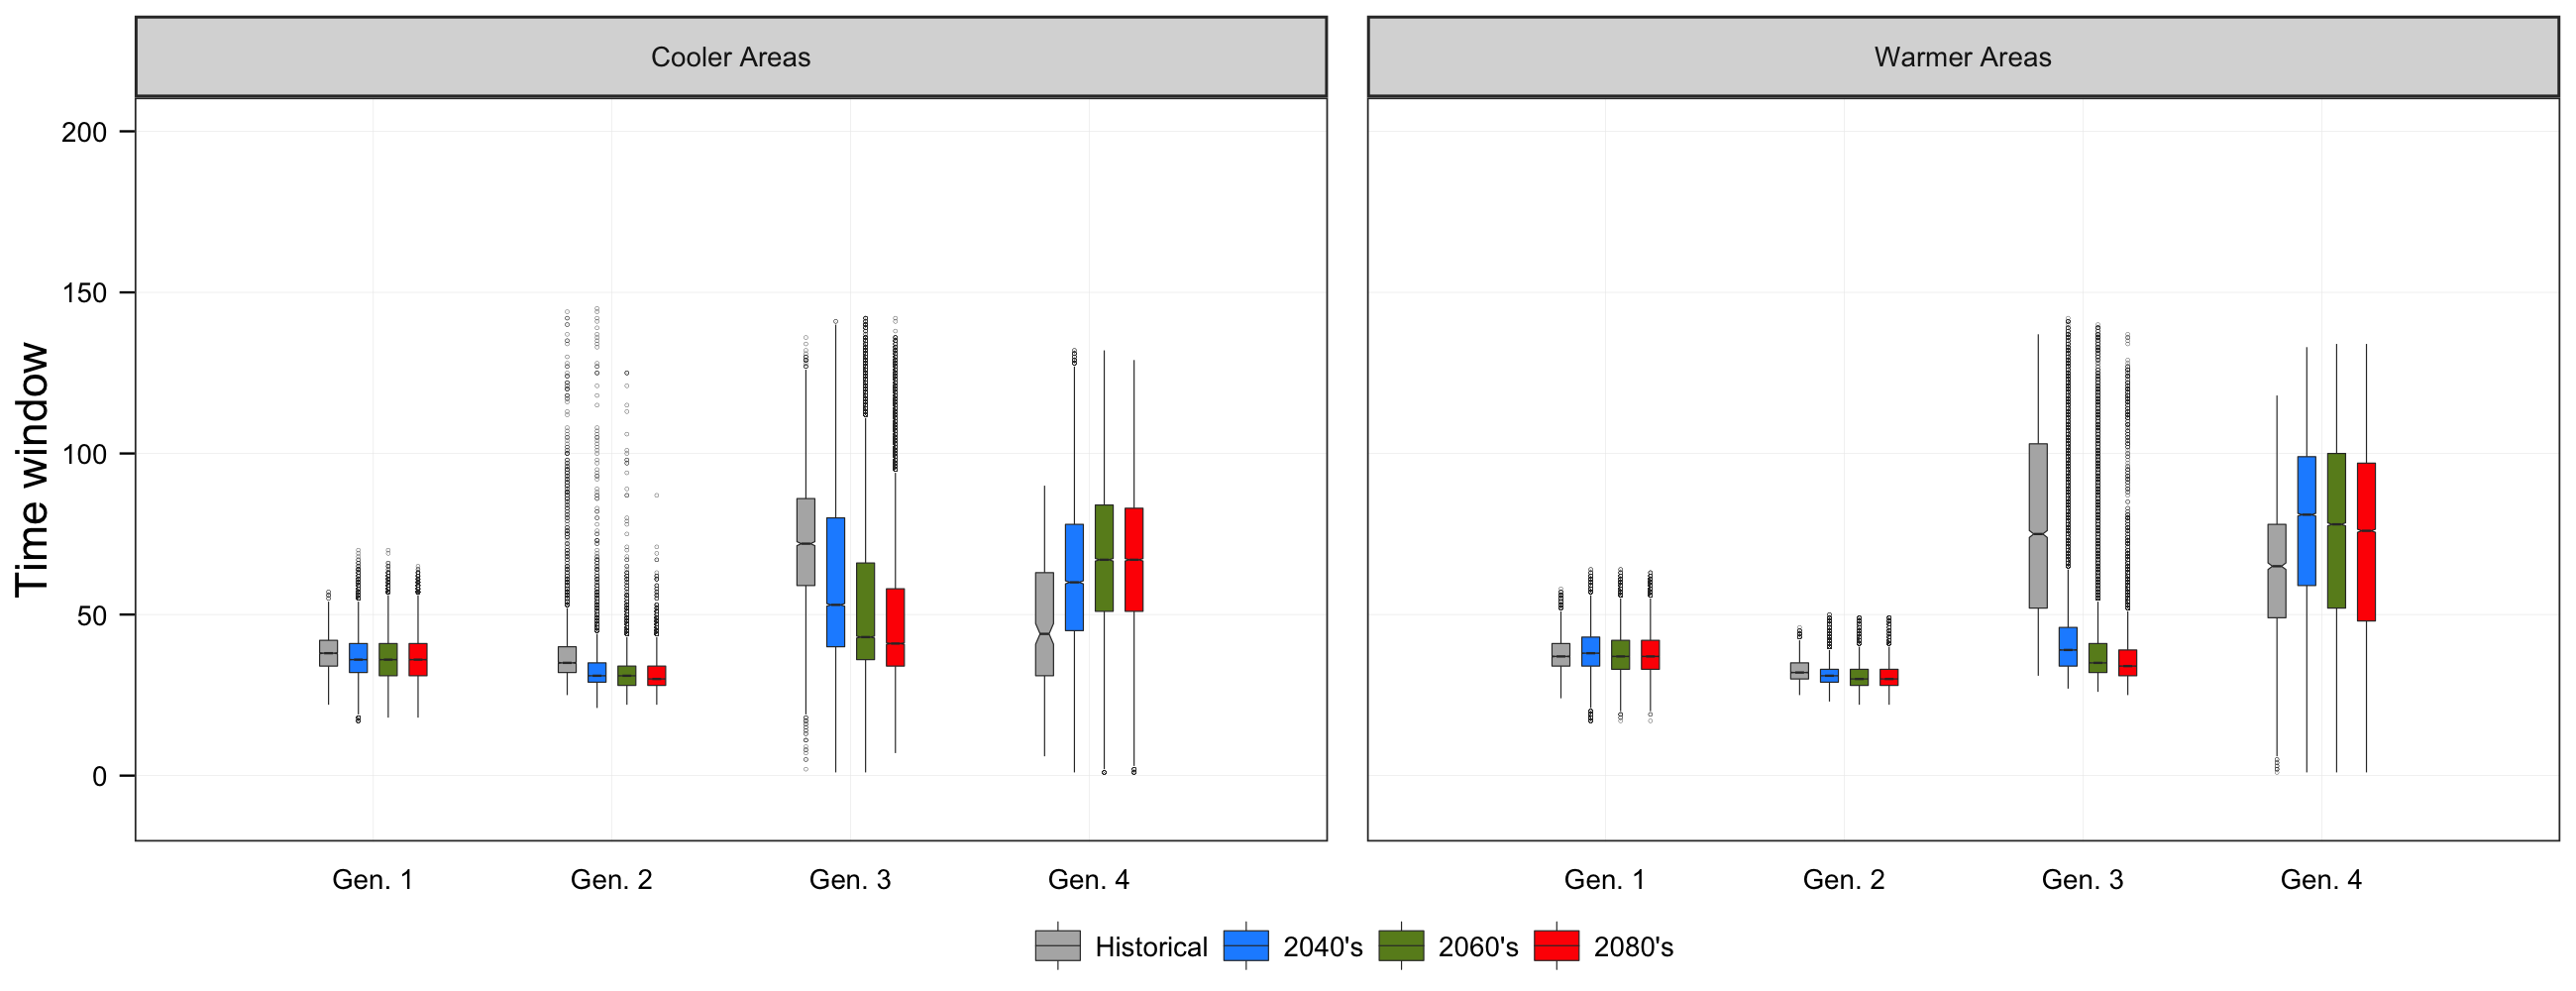 Cooler Areas
Warmer Areas
Time window
200
150
100
50
0
Gen. 1
Gen. 2
Gen. 3
Gen. 4
Gen. 1
Gen. 2
Gen. 3
Gen. 4
Historical
2040's
2060's
2080's